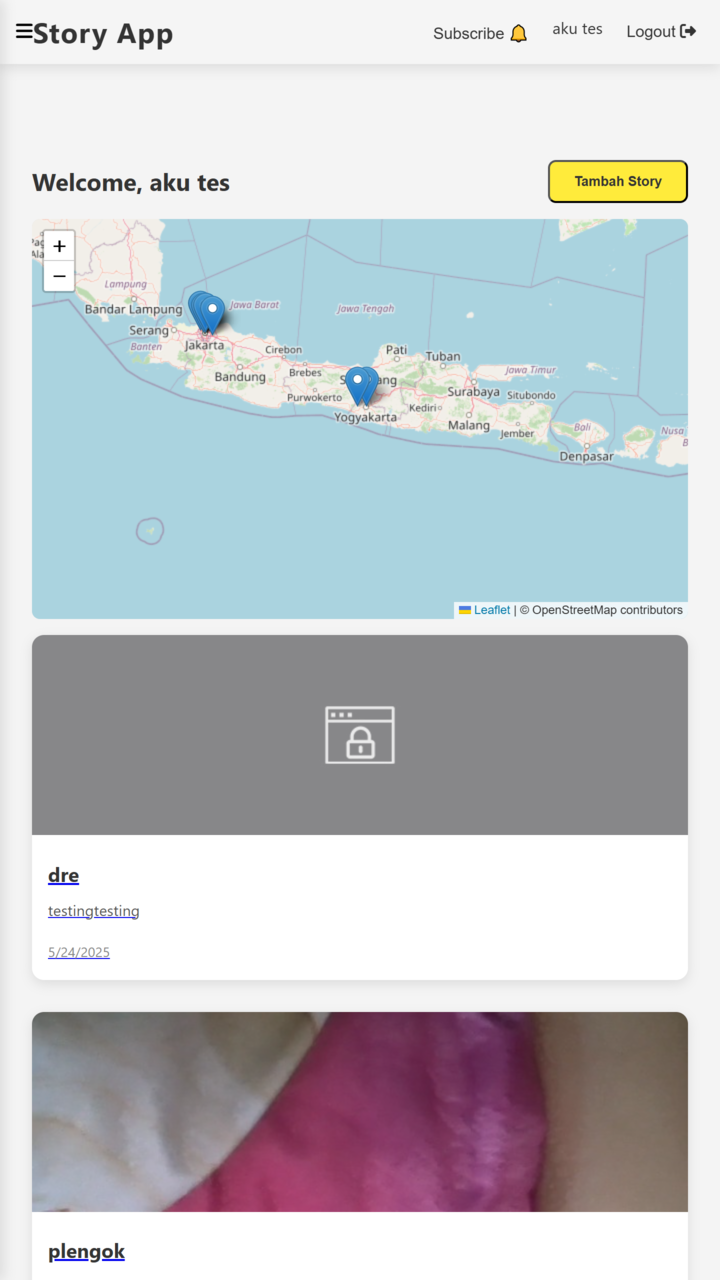 Story App
Subscribe 🔔
aku tes
Logout
Welcome, aku tes
Tambah Story
+
−
Lampung
Bandar Lampung
Jawa Barat
Jawa Tengah
Serang
Banten
Jakarta
Cirebon
Pati
Tuban
Bandung
Brebes
Jawa Timur
Purwokerto
Surabaya
Situbondo
Kediri
Yogyakarta
Malang
Jember
Bali
Nusa
Denpasar
Leaflet | © OpenStreetMap contributors
dre
testingtesting
5/24/2025
plengok